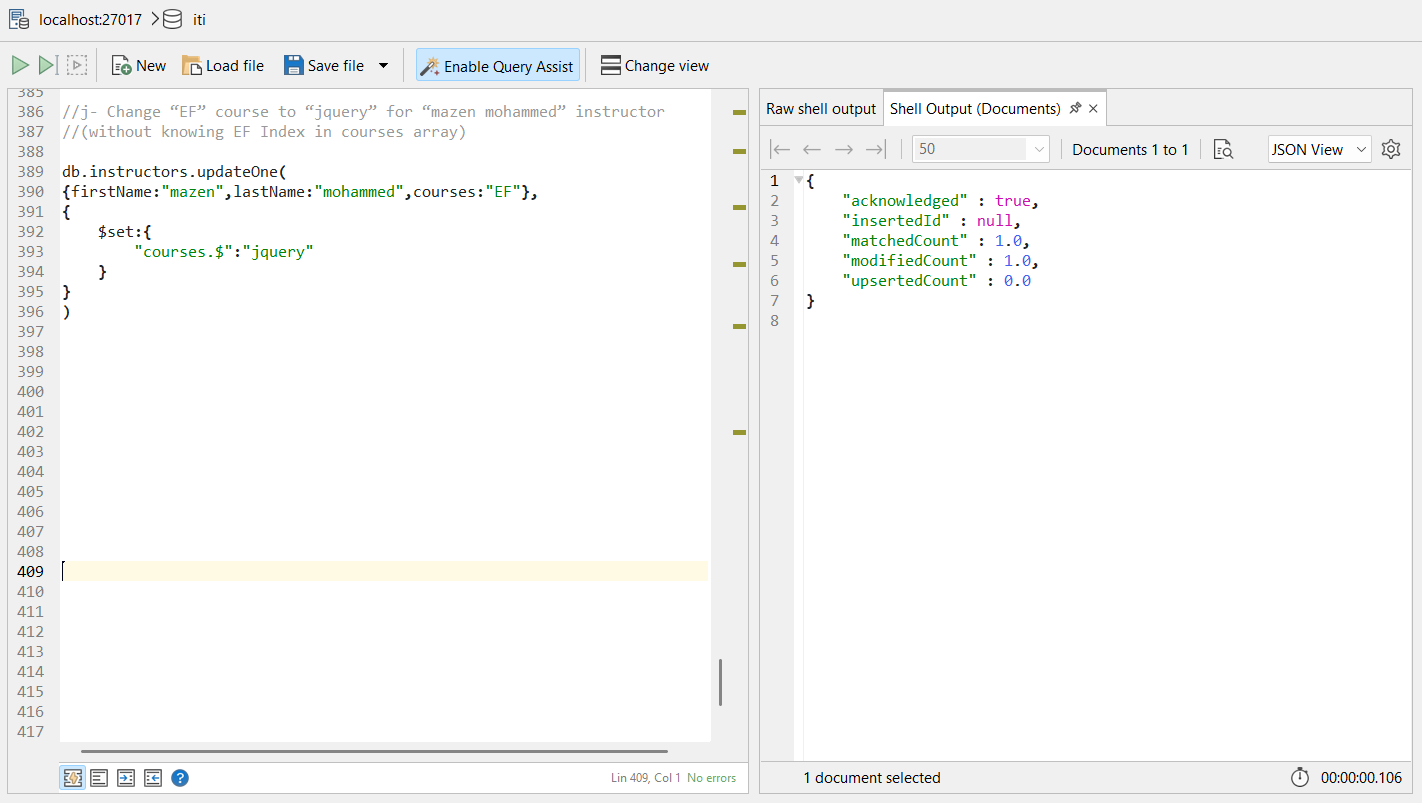 localhost:27017 iti
New Load file Save file Enable Query Assist Change view
385
386 //j- Change “EF” course to “jquery” for “mazen mohammed” instructor
387 //(without knowing EF Index in courses array)
388
389 db.instructors.updateOne(
390 {firstName:"mazen",lastName:"mohammed",courses:"EF"},
391 {
392     $set:{
393         "courses.$":"jquery"
394     }
395 }
396 )
397
398
399
400
401
402
403
404
405
406
407
408
409
410
411
412
413
414
415
416
417
Lin 409, Col 1 No errors
Raw shell output Shell Output (Documents)
50 Documents 1 to 1 JSON View
1 {
2     "acknowledged" : true,
3     "insertedId" : null,
4     "matchedCount" : 1.0,
5     "modifiedCount" : 1.0,
6     "upsertedCount" : 0.0
7 }
8
1 document selected 00:00:00.106